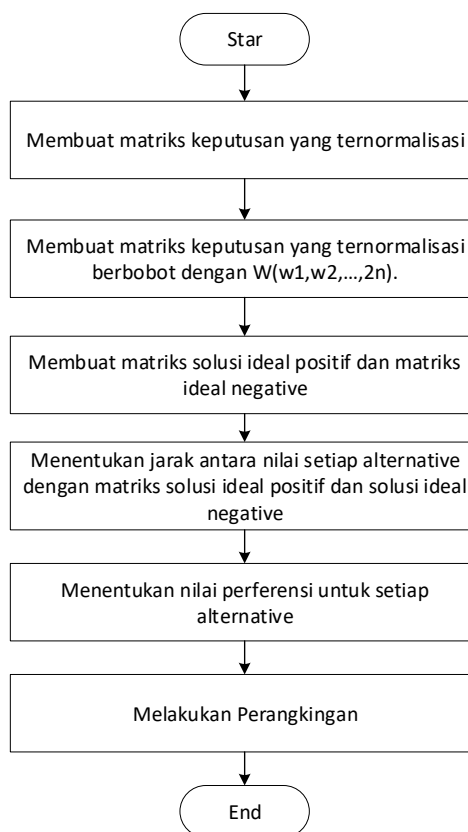 Star
Membuat matriks keputusan yang ternormalisasi
Membuat matriks keputusan yang ternormalisasi
berbobot dengan W(w1,w2,...,2n).
Membuat matriks solusi ideal positif dan matriks
ideal negative
Menentukan jarak antara nilai setiap alternative
dengan matriks solusi ideal positif dan solusi ideal
negative
Menentukan nilai perferensi untuk setiap
alternative
Melakukan Perangkingan
End